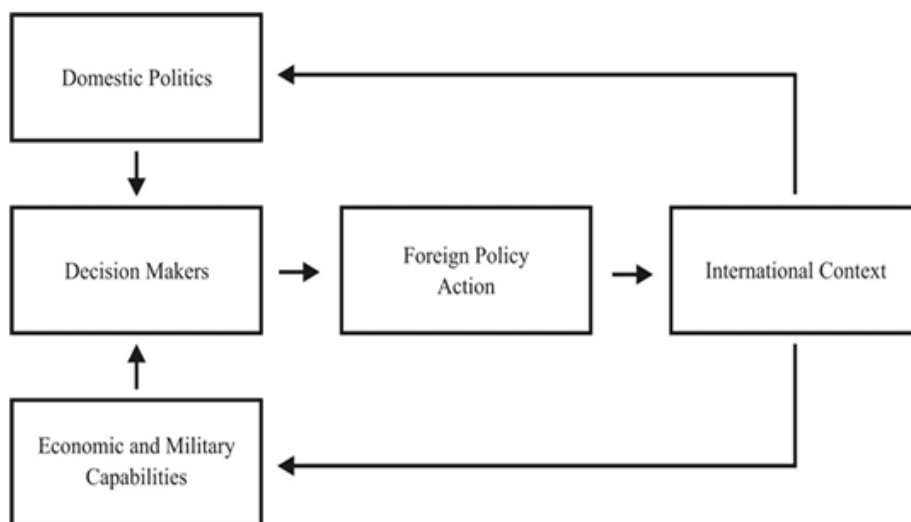 Domestic Politics
Decision Makers
Foreign Policy
Action
International Context
Economic and Military
Capabilities